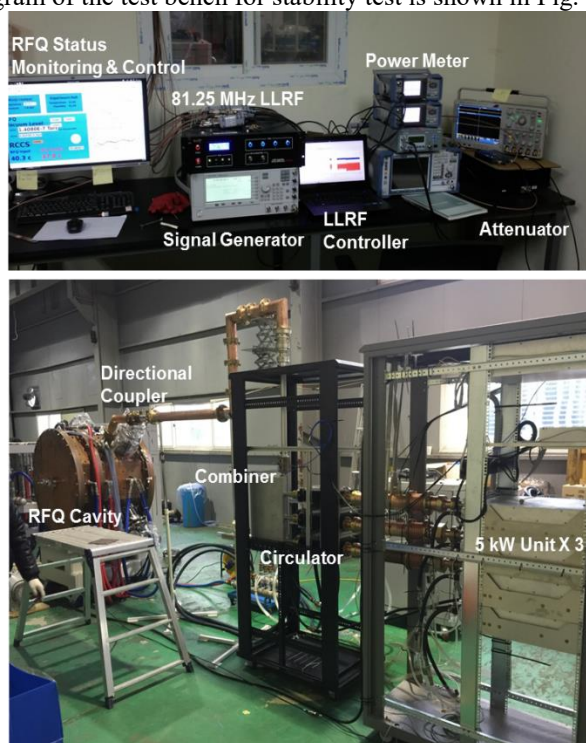 gram of the test bench for stability test is shown in Fig.
RFQ Status
Monitoring & Control
Power Meter
81.25 MHz LLRF
RCCS
Signal Generator
LLRF
Controller
Attenuator
Directional
Coupler
Combiner
RFQ Cavity
Circulator
5 kW Unit X 3